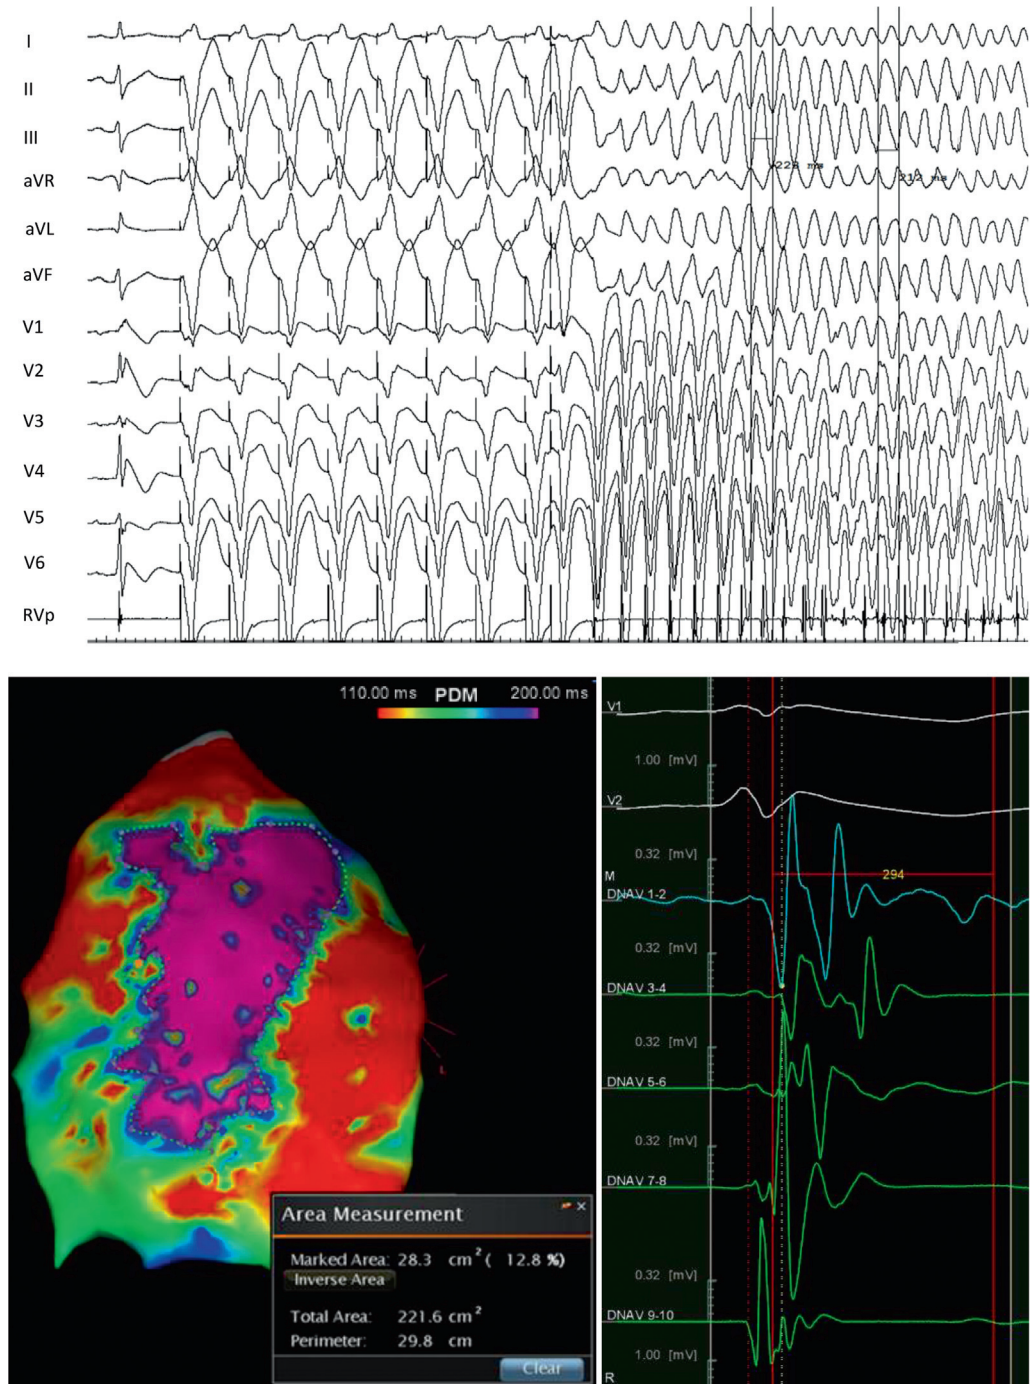 I
II
III
228 ms
aVR
212 ms
aVL
aVF
V1
V2
V3
V4
V5
V6
RVp
110.00 ms PDM 200.00 ms
L
Area Measurement
Marked Area: 28.3 cm² ( 12.8 %)
Inverse Area
Total Area: 221.6 cm²
Perimeter: 29.8 cm
Clear
V1
1.00 [mV]
V2
0.32 [mV]
M
294
DNAV 1-2
0.32 [mV]
DNAV 3-4
0.32 [mV]
DNAV 5-6
0.32 [mV]
DNAV 7-8
0.32 [mV]
DNAV 9-10
1.00 [mV]
R